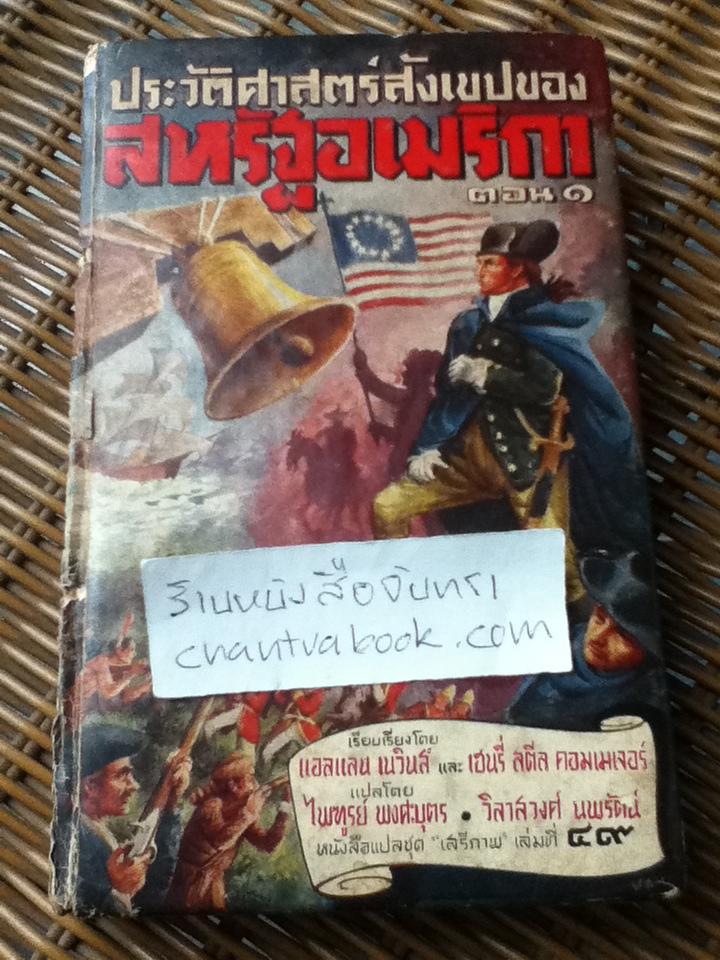 ประวัติศาสตร์สังเขปของ
สหรัฐอเมริกา
ตอน ๑
ร้านหนังสือจันทรา
chantrabook.com
เรียบเรียงโดย
แอลแลน เนวินส์ และ เฮนรี่ สตีล คอมเมเจอร์
แปลโดย
ไพฑูรย์ พงศะบุตร • วิลาสวงศ์ นพรัตน์
หนังสือแปลชุด "เสรีภาพ" เล่มที่ ๔๙